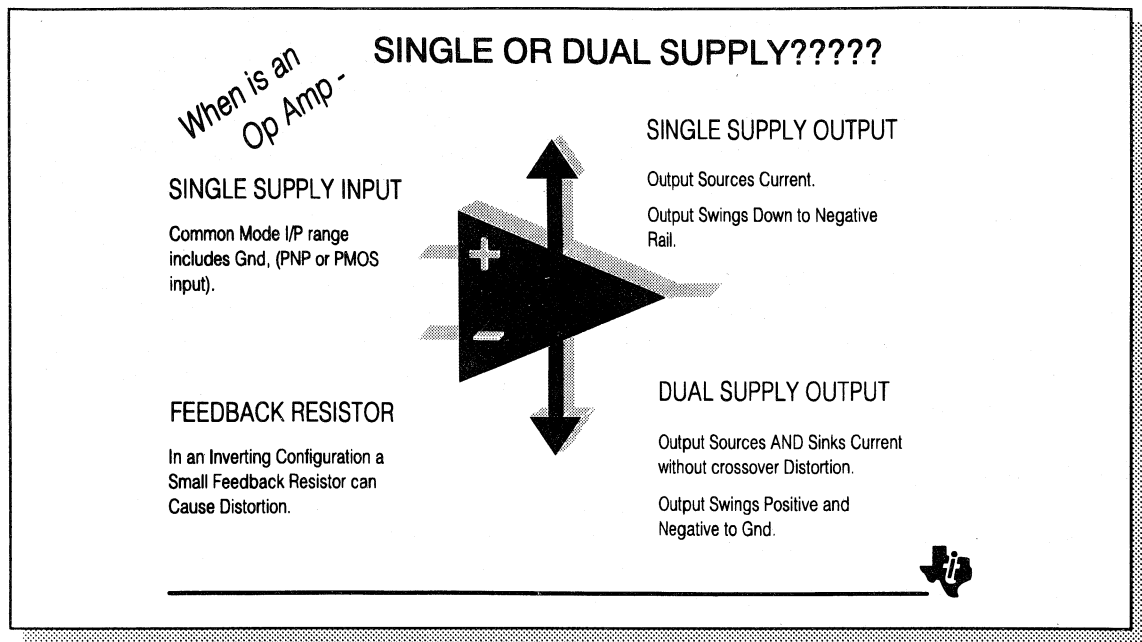 When is an
Op Amp -
SINGLE OR DUAL SUPPLY?????
SINGLE SUPPLY INPUT
Common Mode I/P range
includes Gnd, (PNP or PMOS
input).
FEEDBACK RESISTOR
In an Inverting Configuration a
Small Feedback Resistor can
Cause Distortion.
+
−
SINGLE SUPPLY OUTPUT
Output Sources Current.
Output Swings Down to Negative
Rail.
DUAL SUPPLY OUTPUT
Output Sources AND Sinks Current
without crossover Distortion.
Output Swings Positive and
Negative to Gnd.
i